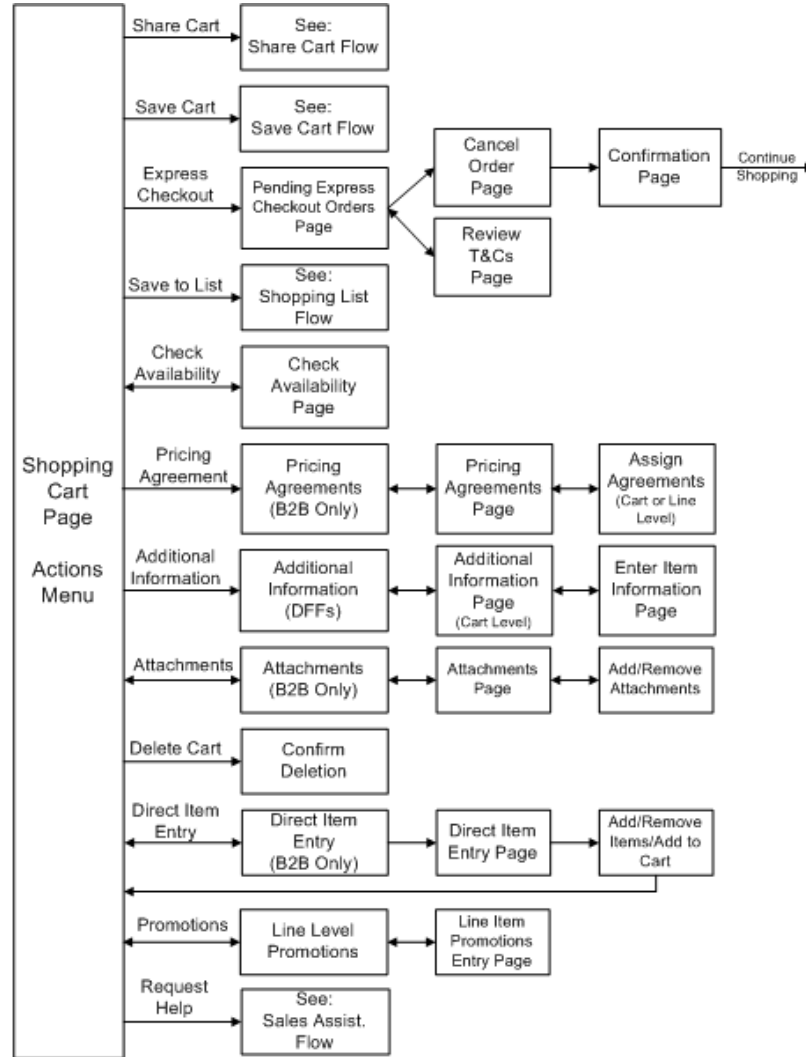 Share Cart
See:
Share Cart Flow
Save Cart
See:
Save Cart Flow
Express
Checkout
Pending Express
Checkout Orders
Page
Cancel
Order
Page
Confirmation
Page
Continue
Shopping
Review
T&Cs
Page
Save to List
See:
Shopping List
Flow
Check
Availability
Check
Availability
Page
Shopping
Cart
Page
Actions
Menu
Pricing
Agreement
Pricing
Agreements
(B2B Only)
Pricing
Agreements
Page
Assign
Agreements
(Cart or Line
Level)
Additional
Information
Additional
Information
(DFFs)
Additional
Information
Page
(Cart Level)
Enter Item
Information
Page
Attachments
Attachments
(B2B Only)
Attachments
Page
Add/Remove
Attachments
Delete Cart
Confirm
Deletion
Direct Item
Entry
Direct Item
Entry
(B2B Only)
Direct Item
Entry Page
Add/Remove
Items/Add to
Cart
Promotions
Line Level
Promotions
Line Item
Promotions
Entry Page
Request
Help
See:
Sales Assist.
Flow